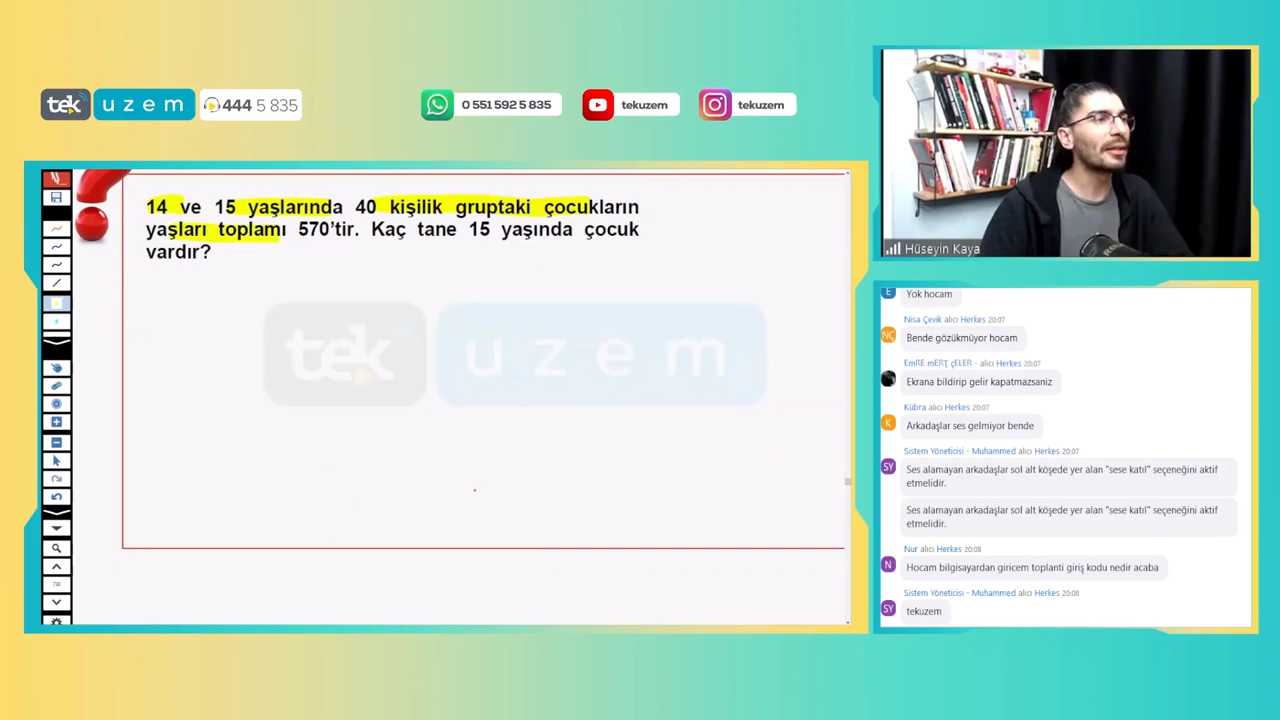 tek uzem 444 5 835
0 551 592 5 835
tekuzem
tekuzem
14 ve 15 yaşlarında 40 kişilik gruptaki çocukların
yaşları toplamı 570'tir. Kaç tane 15 yaşında çocuk
vardır?
tek uzem
Hüseyin Kaya
E
Yok hocam
Nisa Çevik alıcı Herkes 20:07
NÇ
Bende gözükmüyor hocam
EmRE mERŢ çELER - alıcı Herkes 20:07
Ekrana bildirip gelir kapatmazsaniz
Kübra alıcı Herkes 20:07
K
Arkadaşlar ses gelmiyor bende
Sistem Yöneticisi - Muhammed alıcı Herkes 20:07
SY
Ses alamayan arkadaşlar sol alt köşede yer alan "sese katıl" seçeneğini aktif
etmelidir.
Ses alamayan arkadaşlar sol alt köşede yer alan "sese katıl" seçeneğini aktif
etmelidir.
Nur alıcı Herkes 20:08
N
Hocam bilgisayardan giricem toplanti giriş kodu nedir acaba
Sistem Yöneticisi - Muhammed alıcı Herkes 20:08
SY
tekuzem